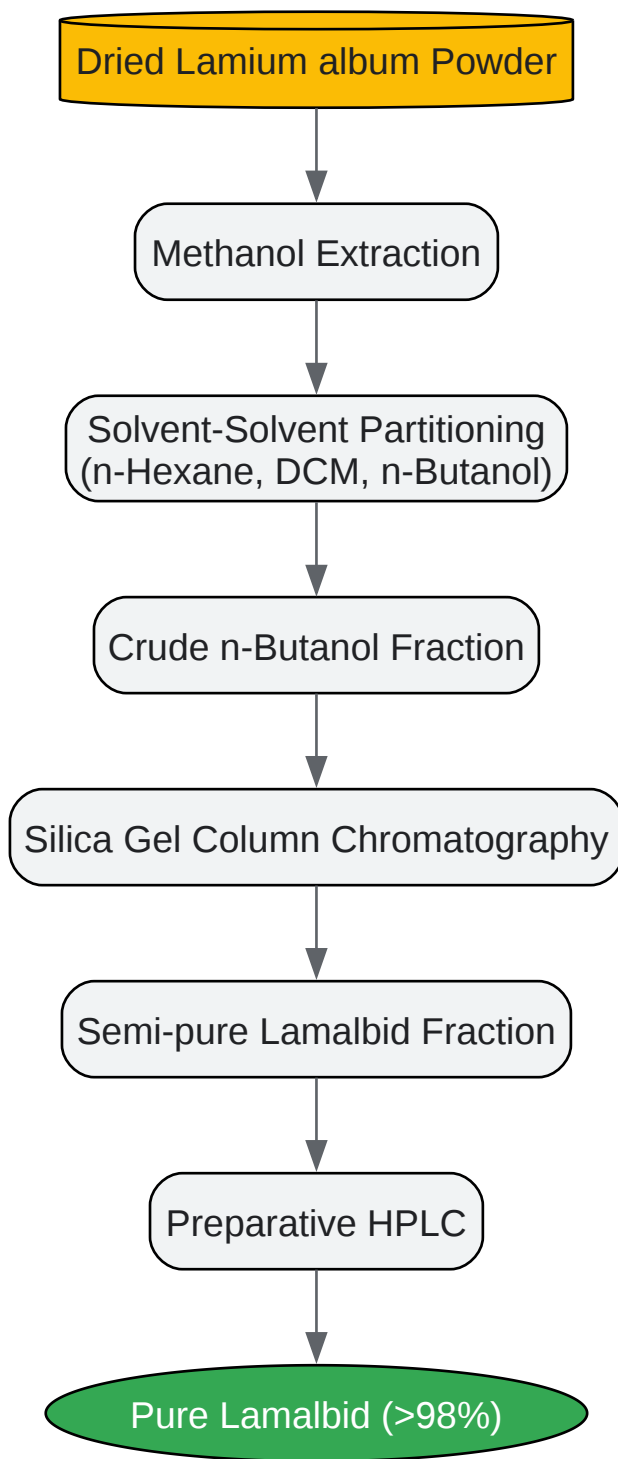 Dried Lamium album Powder
Methanol Extraction
Solvent-Solvent Partitioning
(n-Hexane, DCM, n-Butanol)
Crude n-Butanol Fraction
Silica Gel Column Chromatography
Semi-pure Lamalbid Fraction
Preparative HPLC
Pure Lamalbid (>98%)